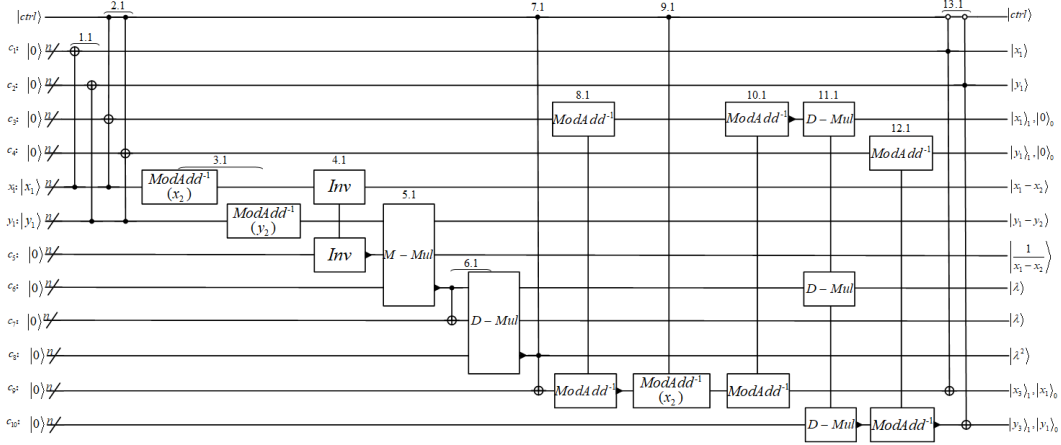 |ctrl⟩ 2.1 7.1 9.1 13.1 |ctrl⟩
c₁: |0⟩ n 1.1 |x₁⟩
c₂: |0⟩ n |y₁⟩
8.1 10.1 11.1
c₃: |0⟩ n ModAdd⁻¹ ModAdd⁻¹ D−Mul |x₁⟩₁,|0⟩₀
12.1
c₄: |0⟩ n ModAdd⁻¹ |y₁⟩₁,|0⟩₀
3.1 4.1
x₁: |x₁⟩ n ModAdd⁻¹ (x₂) Inv |x₁−x₂⟩
5.1
y₁: |y₁⟩ n ModAdd⁻¹ (y₂) |y₁−y₂⟩
c₅: |0⟩ n Inv M−Mul |1/(x₁−x₂)⟩
6.1
c₆: |0⟩ n D−Mul |λ⟩
c₇: |0⟩ n D−Mul |λ⟩
c₈: |0⟩ n |λ²⟩
c₉: |0⟩ n ModAdd⁻¹ ModAdd⁻¹ (x₂) ModAdd⁻¹ |x₃⟩₁,|x₁⟩₀
c₁₀: |0⟩ n D−Mul ModAdd⁻¹ |y₃⟩₁,|y₁⟩₀